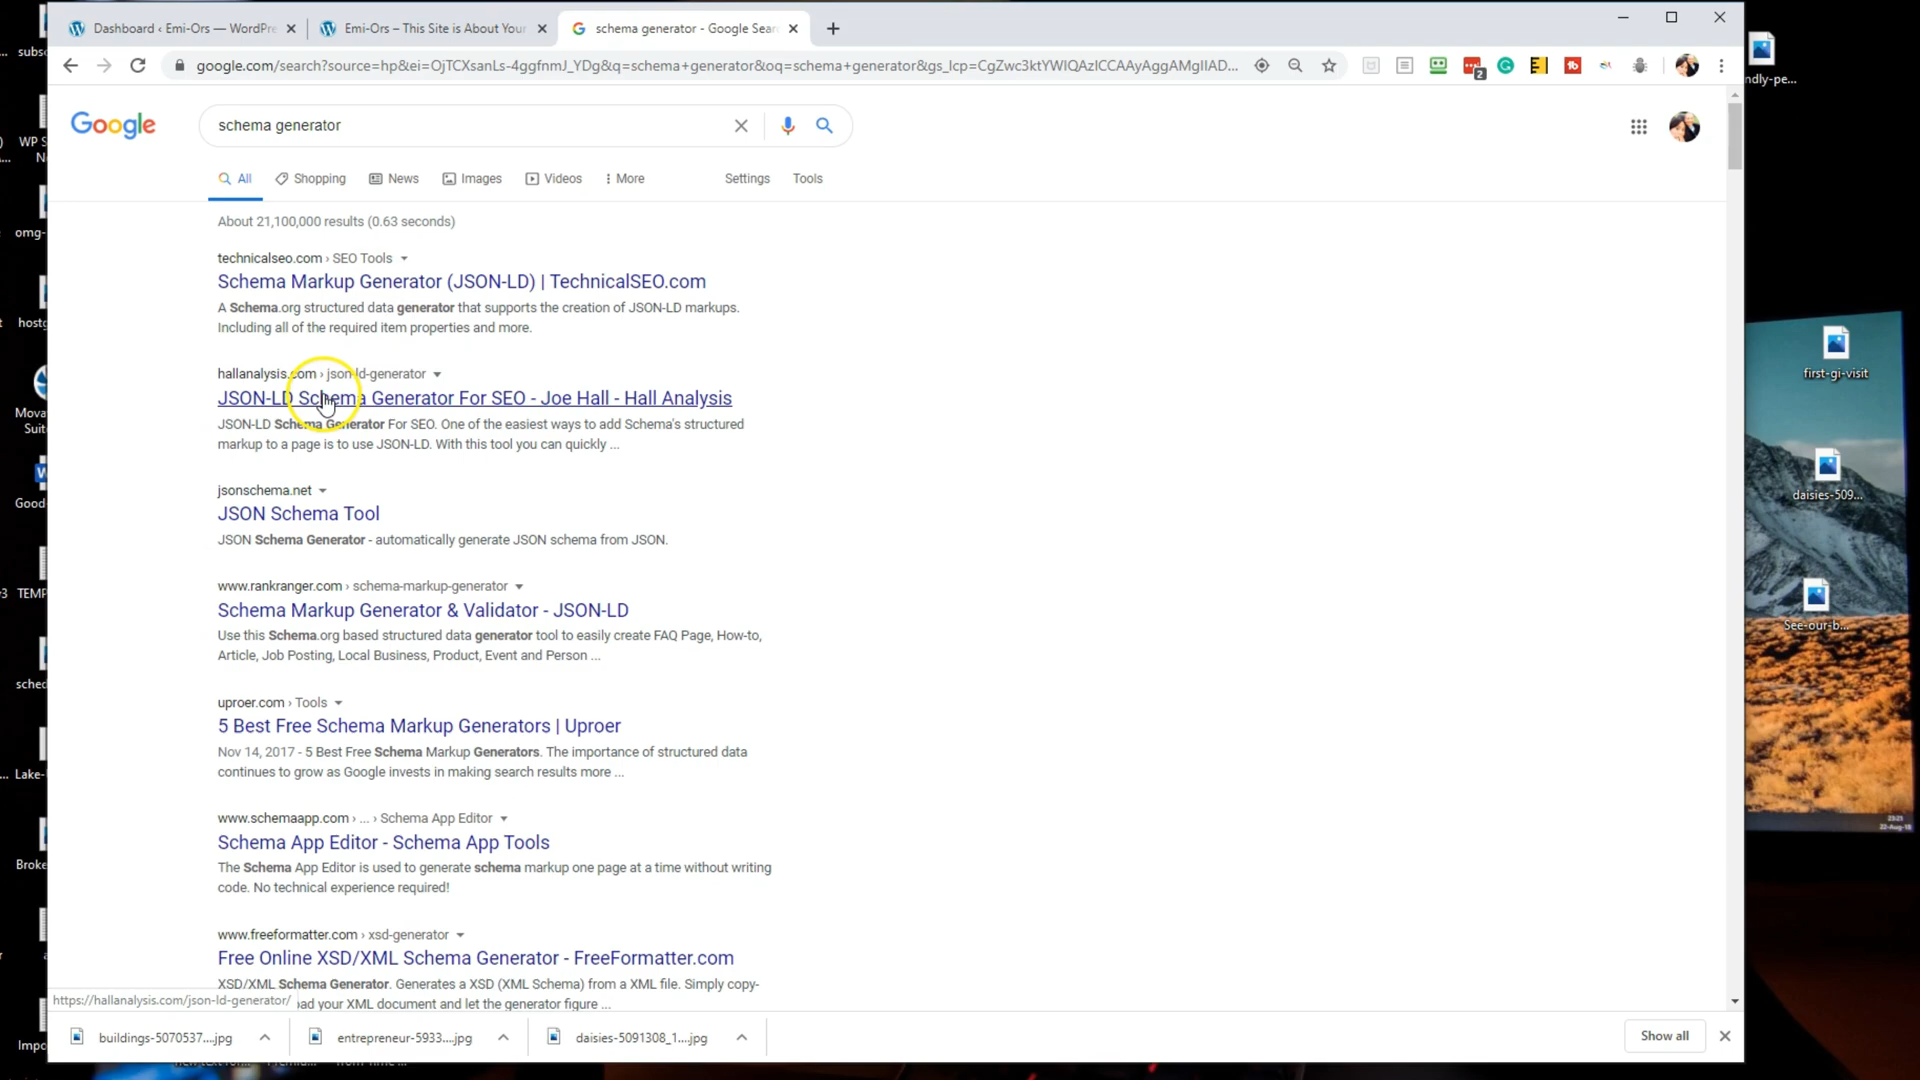 Dashboard ‹ Emi-Ors — WordPre
Emi-Ors – This Site is About Your
schema generator - Google Sear
google.com/search?source=hp&ei=OjTCXsanLs-4ggfnmJ_YDg&q=schema+generator&oq=schema+generator&gs_lcp=CgZwc3ktYWIQAzICCAAyAggAMgIIAD...
2
Google
schema generator
All
Shopping
News
Images
Videos
More
Settings
Tools
About 21,100,000 results (0.63 seconds)
technicalseo.com › SEO Tools
Schema Markup Generator (JSON-LD) | TechnicalSEO.com
A Schema.org structured data generator that supports the creation of JSON-LD markups.
Including all of the required item properties and more.
hallanalysis.com › json-ld-generator
JSON-LD Schema Generator For SEO - Joe Hall - Hall Analysis
JSON-LD Schema Generator For SEO. One of the easiest ways to add Schema's structured
markup to a page is to use JSON-LD. With this tool you can quickly ...
jsonschema.net
JSON Schema Tool
JSON Schema Generator - automatically generate JSON schema from JSON.
www.rankranger.com › schema-markup-generator
Schema Markup Generator & Validator - JSON-LD
Use this Schema.org based structured data generator tool to easily create FAQ Page, How-to,
Article, Job Posting, Local Business, Product, Event and Person ...
uproer.com › Tools
5 Best Free Schema Markup Generators | Uproer
Nov 14, 2017 - 5 Best Free Schema Markup Generators. The importance of structured data
continues to grow as Google invests in making search results more ...
www.schemaapp.com › ... › Schema App Editor
Schema App Editor - Schema App Tools
The Schema App Editor is used to generate schema markup one page at a time without writing
code. No technical experience required!
www.freeformatter.com › xsd-generator
Free Online XSD/XML Schema Generator - FreeFormatter.com
XSD/XML Schema Generator. Generates a XSD (XML Schema) from a XML file. Simply copy-
oad your XML document and let the generator figure ...
https://hallanalysis.com/json-ld-generator/
buildings-5070537....jpg
entrepreneur-5933....jpg
daisies-5091308_1....jpg
Show all
subs
WP S
N
omg-
host
Mova
Suit
W
Good
TEMP
sched
Lake-
Broke
Impo
ndly-pe...
first-gi-visit
daisies-509...
See-our-b...
23:23
22-Aug-18